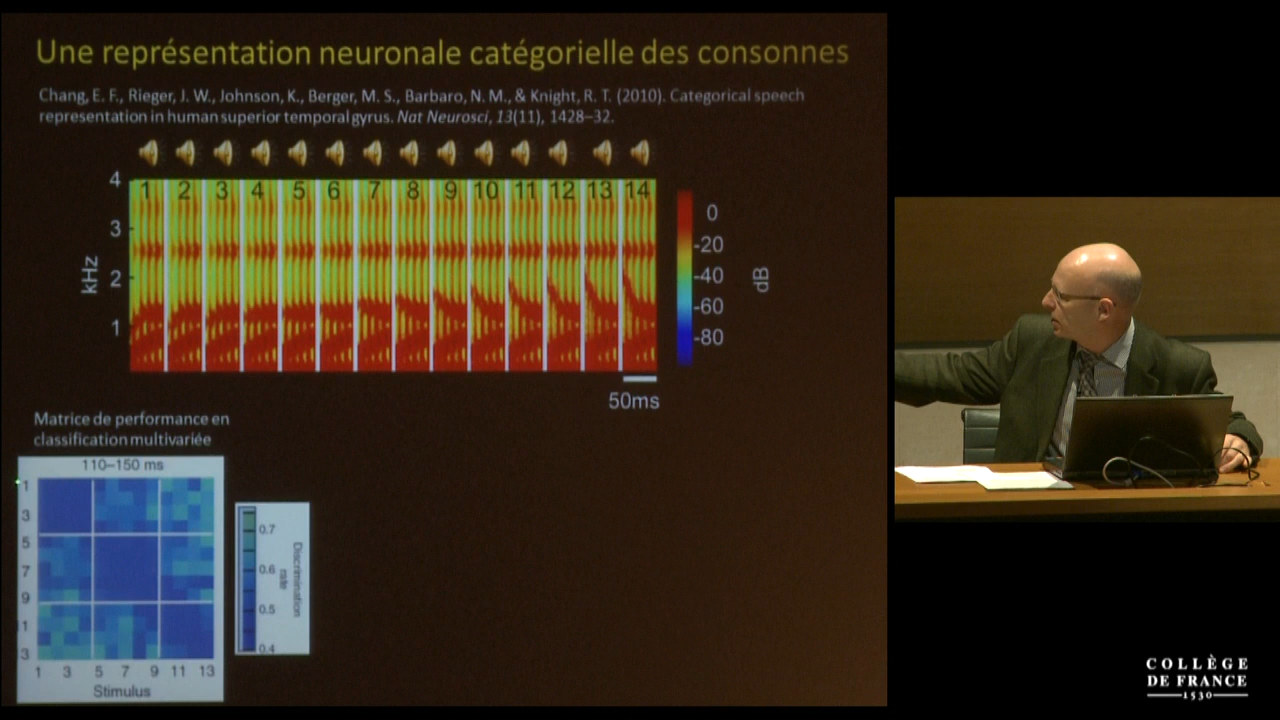 Une représentation neuronale catégorielle des consonnes
Chang, E. F., Rieger, J. W., Johnson, K., Berger, M. S., Barbaro, N. M., & Knight, R. T. (2010). Categorical speech
representation in human superior temporal gyrus. Nat Neurosci, 13(11), 1428–32.
1 2 3 4 5 6 7 8 9 10 11 12 13 14
4
3
2
1
kHz
0
-20
-40
-60
-80
dB
50ms
Matrice de performance en
classification multivariée
110–150 ms
1
3
5
7
9
1
3
1 3 5 7 9 11 13
Stimulus
0.7
0.6
0.5
0.4
Discrimination
rate
COLLÈGE
DE FRANCE
1530